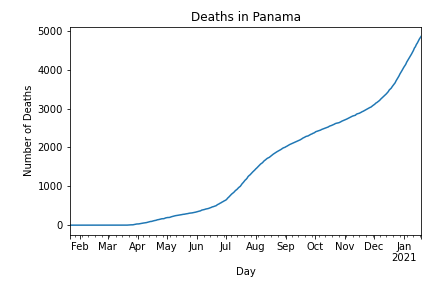 Deaths in Panama
5000
4000
3000
2000
1000
0
Number of Deaths
Feb Mar Apr May Jun Jul Aug Sep Oct Nov Dec Jan
2021
Day